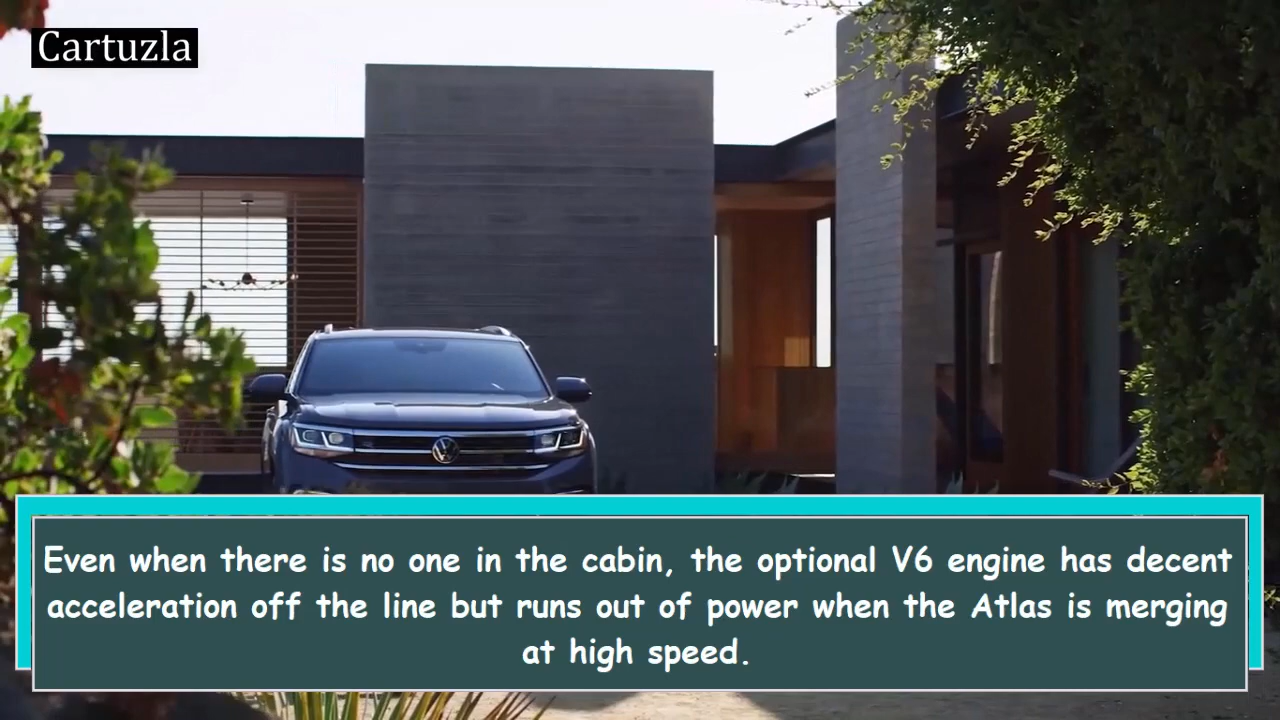 Cartuzla
Even when there is no one in the cabin, the optional V6 engine has decent
acceleration off the line but runs out of power when the Atlas is merging
at high speed.